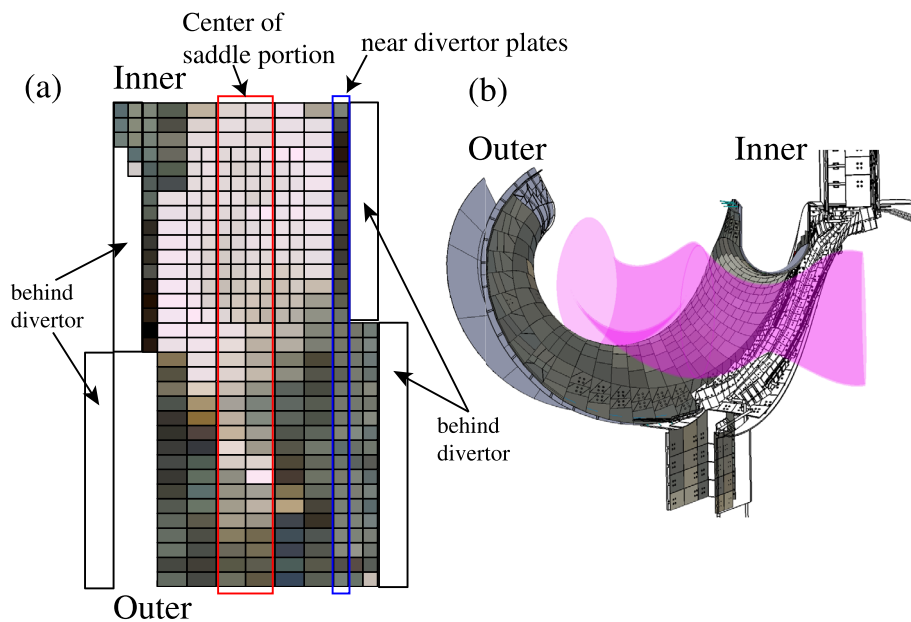 Center of
saddle portion
near divertor plates
(a)
Inner
(b)
Outer
Inner
behind
divertor
behind
divertor
Outer